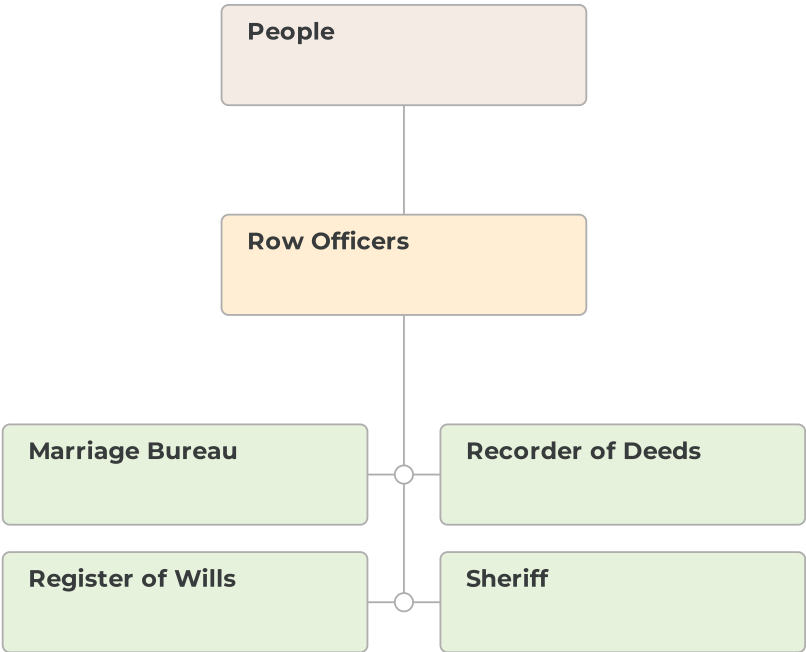 People
Row Officers
Marriage Bureau
Recorder of Deeds
Register of Wills
Sheriff